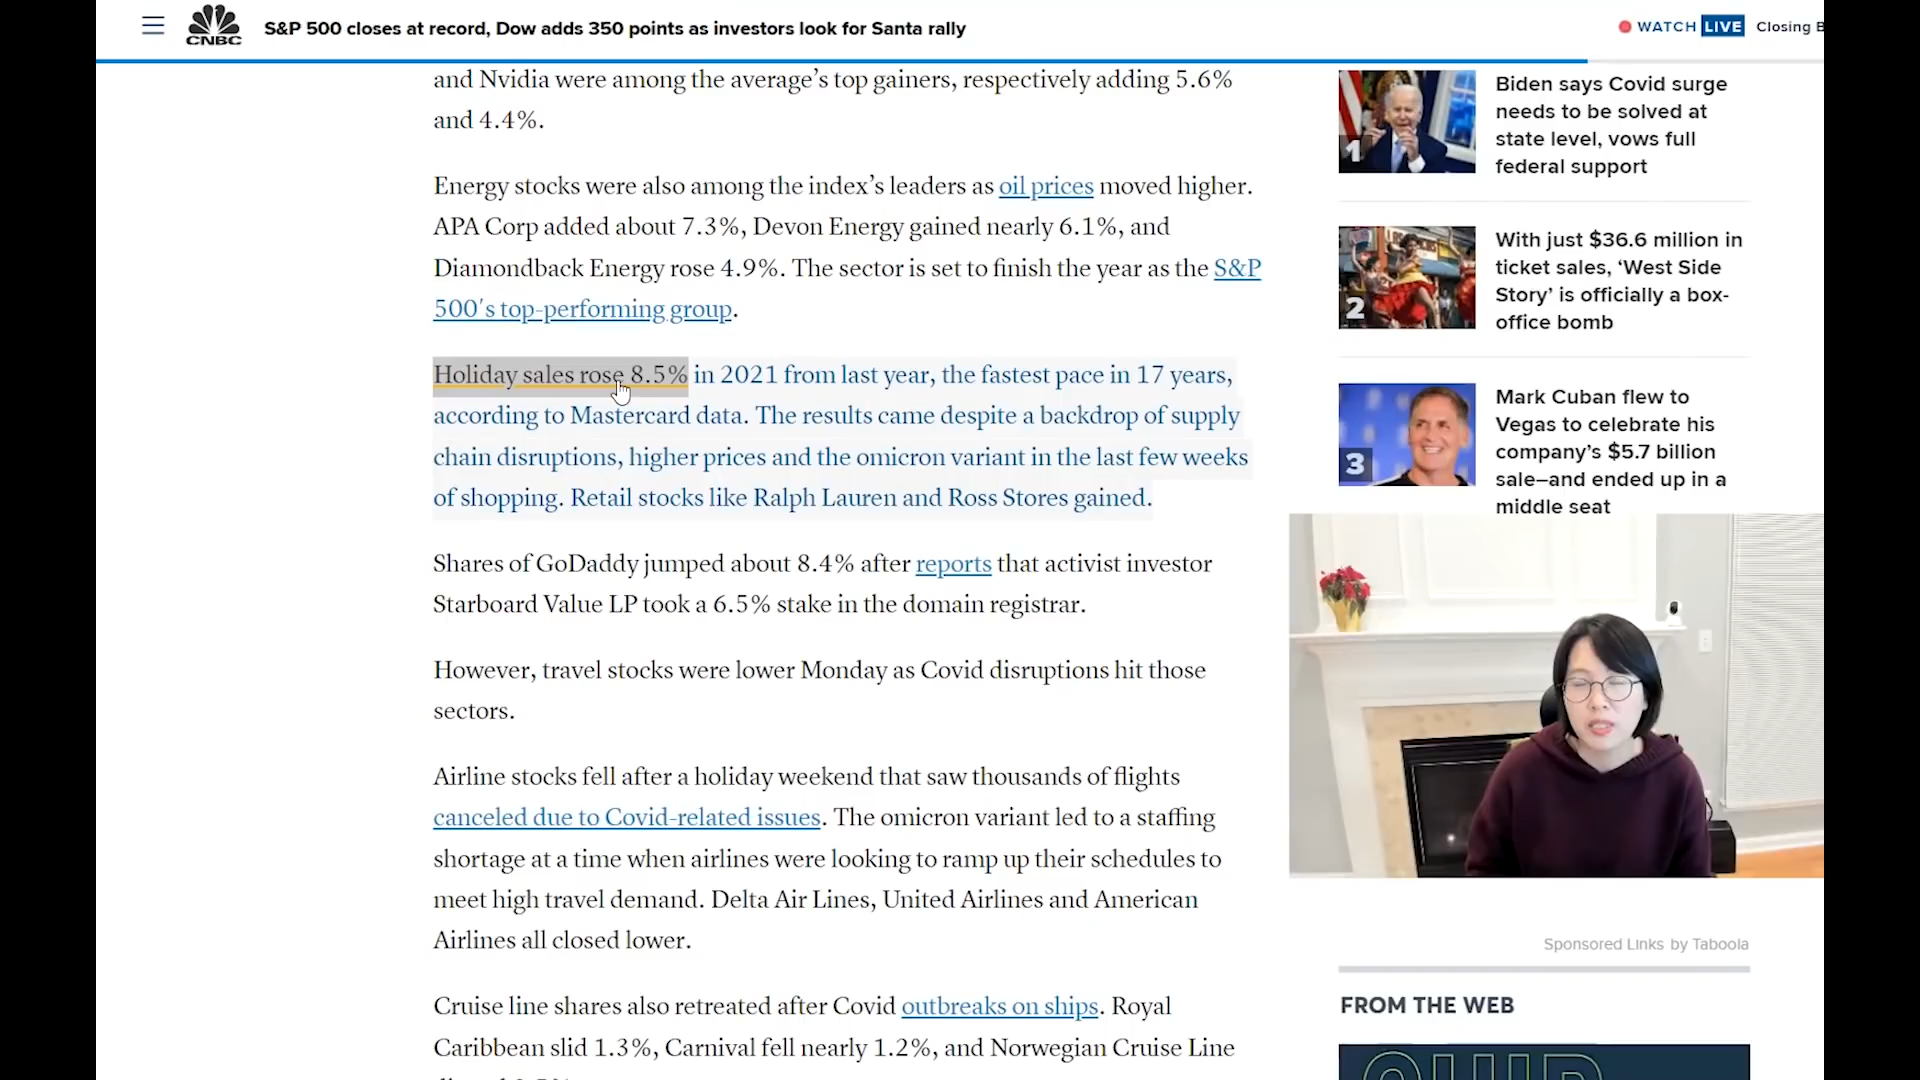 CNBC
S&P 500 closes at record, Dow adds 350 points as investors look for Santa rally
WATCH LIVE Closing B
and Nvidia were among the average’s top gainers, respectively adding 5.6%
and 4.4%.
Energy stocks were also among the index’s leaders as oil prices moved higher.
APA Corp added about 7.3%, Devon Energy gained nearly 6.1%, and
Diamondback Energy rose 4.9%. The sector is set to finish the year as the S&P
500's top-performing group.
Holiday sales rose 8.5% in 2021 from last year, the fastest pace in 17 years,
according to Mastercard data. The results came despite a backdrop of supply
chain disruptions, higher prices and the omicron variant in the last few weeks
of shopping. Retail stocks like Ralph Lauren and Ross Stores gained.
Shares of GoDaddy jumped about 8.4% after reports that activist investor
Starboard Value LP took a 6.5% stake in the domain registrar.
However, travel stocks were lower Monday as Covid disruptions hit those
sectors.
Airline stocks fell after a holiday weekend that saw thousands of flights
canceled due to Covid-related issues. The omicron variant led to a staffing
shortage at a time when airlines were looking to ramp up their schedules to
meet high travel demand. Delta Air Lines, United Airlines and American
Airlines all closed lower.
Cruise line shares also retreated after Covid outbreaks on ships. Royal
Caribbean slid 1.3%, Carnival fell nearly 1.2%, and Norwegian Cruise Line
1
Biden says Covid surge
needs to be solved at
state level, vows full
federal support
2
With just $36.6 million in
ticket sales, ‘West Side
Story’ is officially a box-
office bomb
3
Mark Cuban flew to
Vegas to celebrate his
company’s $5.7 billion
sale—and ended up in a
middle seat
Sponsored Links by Taboola
FROM THE WEB